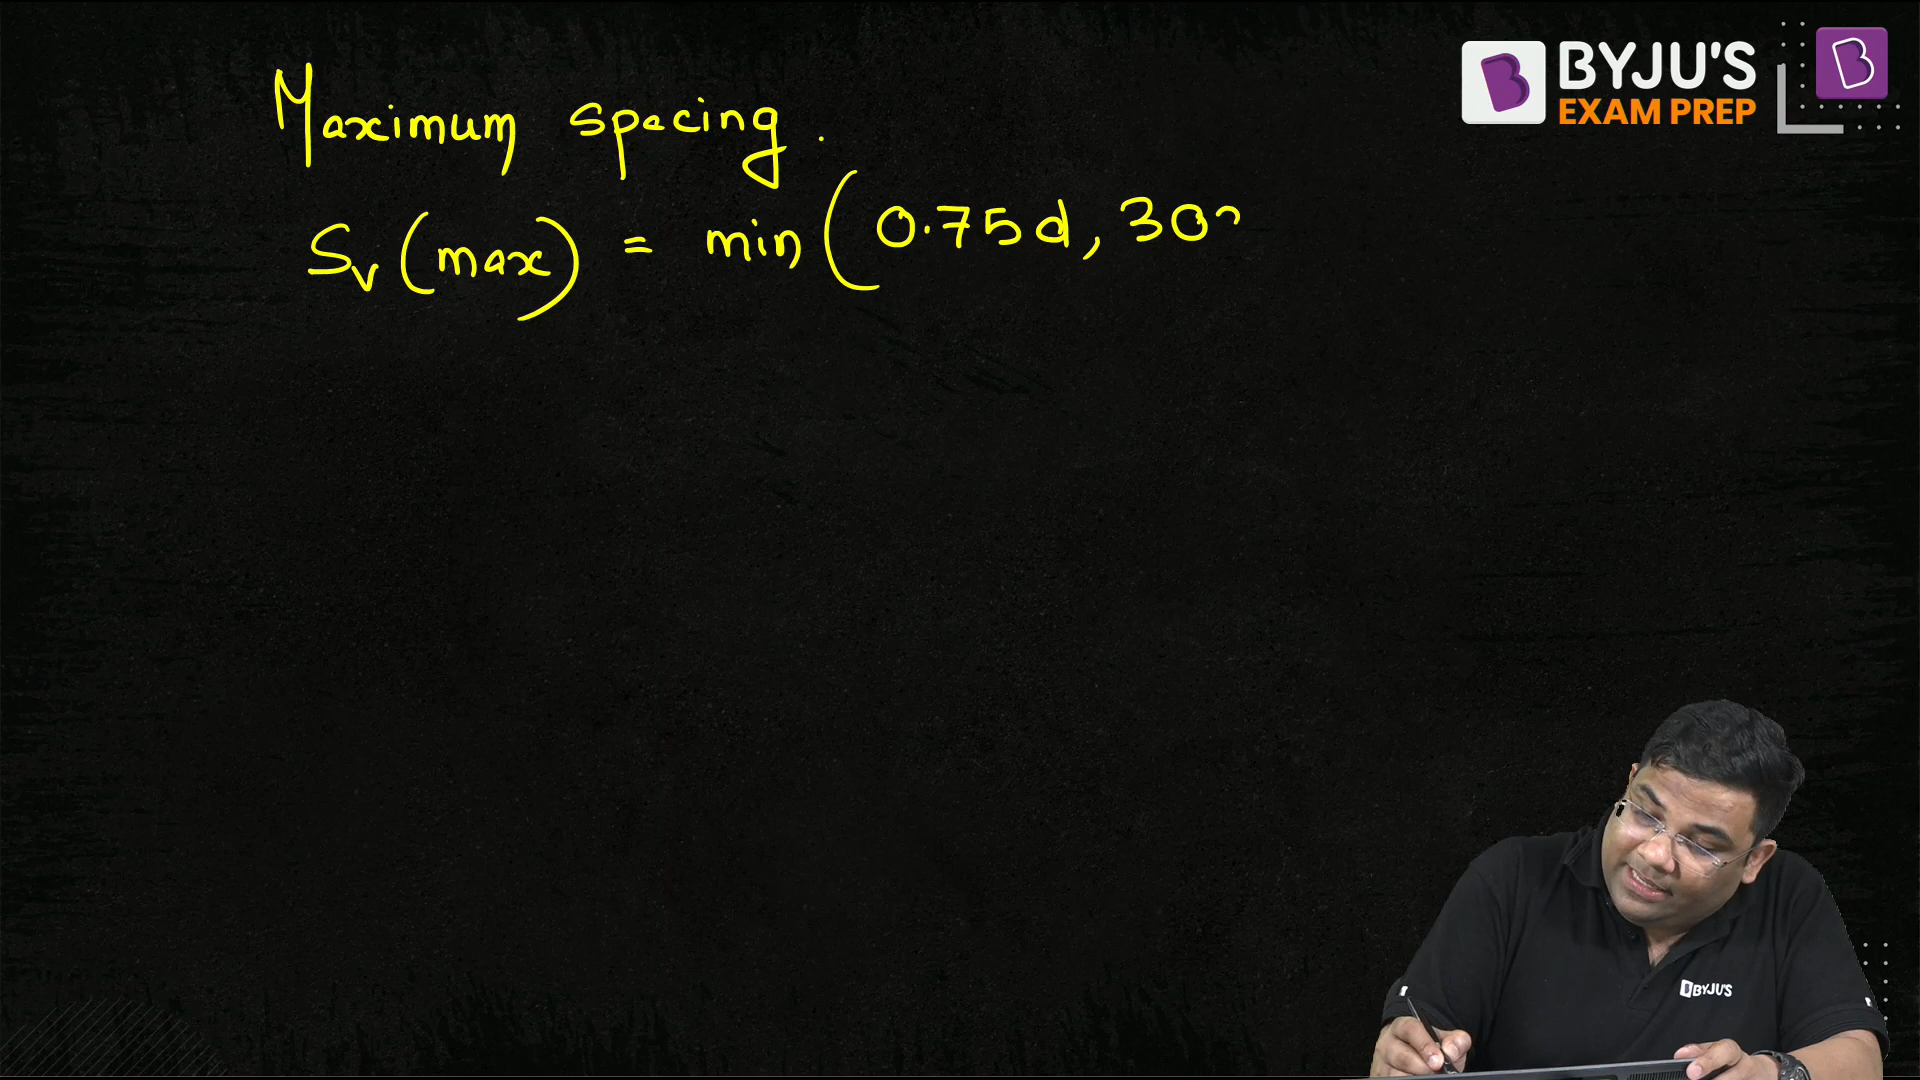 BYJU'S
EXAM PREP
Maximum spacing.
Sv (max) = min ( 0.75d, 30
BYJU'S